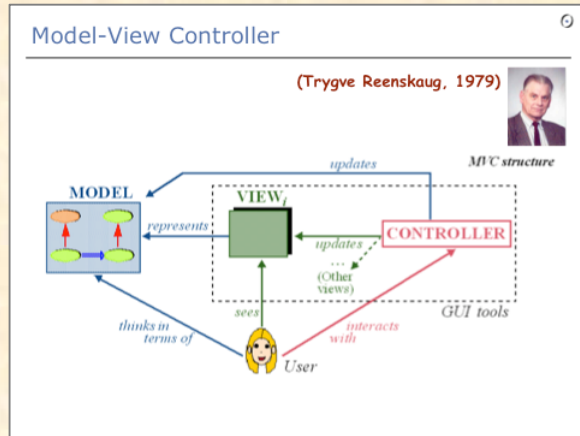 Model-View Controller
(Trygve Reenskaug, 1979)
MVC structure
updates
MODEL
VIEWi
represents
CONTROLLER
updates
...
(Other
views)
GUI tools
sees
thinks in
terms of
interacts
with
User